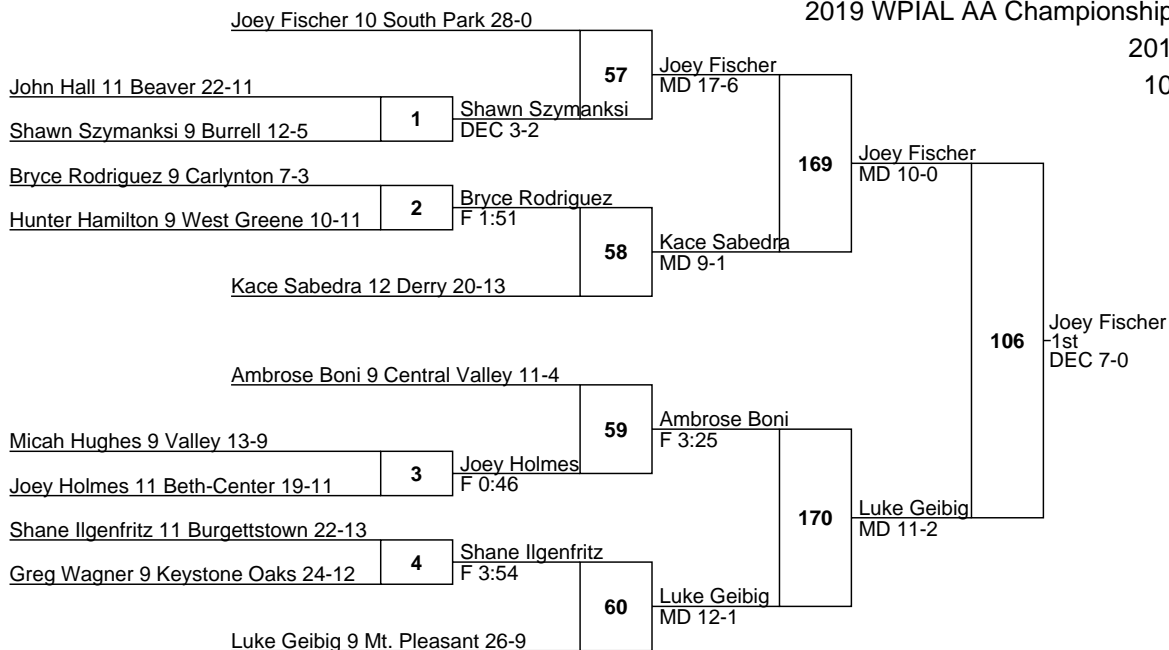 2019 WPIAL AA Championship
201
10
Joey Fischer 10 South Park 28-0
57
Joey Fischer
MD 17-6
John Hall 11 Beaver 22-11
1
Shawn Szymanksi
DEC 3-2
Shawn Szymanksi 9 Burrell 12-5
169
Joey Fischer
MD 10-0
Bryce Rodriguez 9 Carlynton 7-3
2
Bryce Rodriguez
F 1:51
Hunter Hamilton 9 West Greene 10-11
58
Kace Sabedra
MD 9-1
Kace Sabedra 12 Derry 20-13
106
Joey Fischer
1st
DEC 7-0
Ambrose Boni 9 Central Valley 11-4
59
Ambrose Boni
F 3:25
Micah Hughes 9 Valley 13-9
3
Joey Holmes
F 0:46
Joey Holmes 11 Beth-Center 19-11
170
Luke Geibig
MD 11-2
Shane Ilgenfritz 11 Burgettstown 22-13
4
Shane Ilgenfritz
F 3:54
Greg Wagner 9 Keystone Oaks 24-12
60
Luke Geibig
MD 12-1
Luke Geibig 9 Mt. Pleasant 26-9